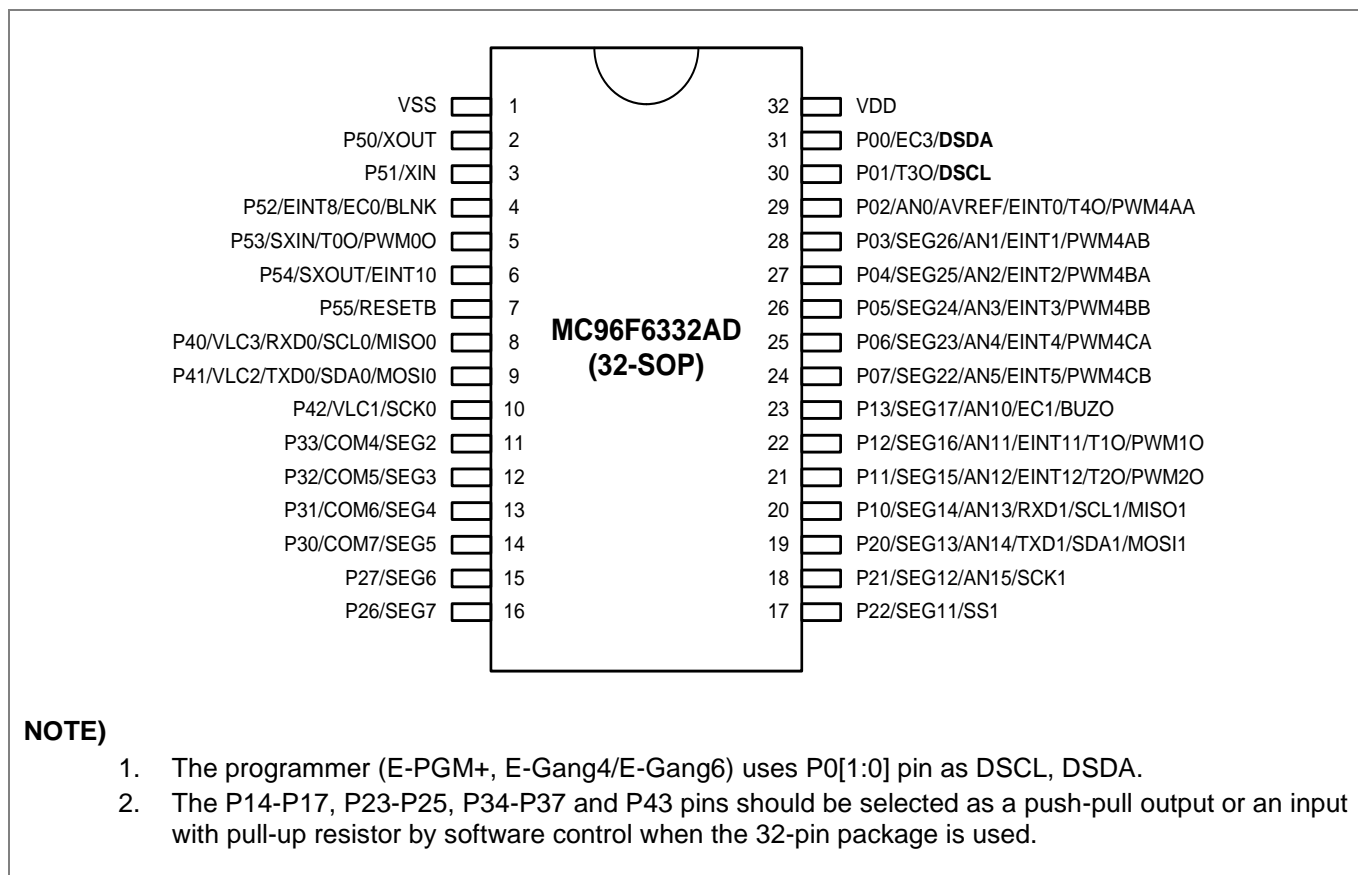 VSS 1 32 VDD
P50/XOUT 2 31 P00/EC3/DSDA
P51/XIN 3 30 P01/T3O/DSCL
P52/EINT8/EC0/BLNK 4 29 P02/AN0/AVREF/EINT0/T4O/PWM4AA
P53/SXIN/T0O/PWM0O 5 28 P03/SEG26/AN1/EINT1/PWM4AB
P54/SXOUT/EINT10 6 27 P04/SEG25/AN2/EINT2/PWM4BA
P55/RESETB 7 26 P05/SEG24/AN3/EINT3/PWM4BB
MC96F6332AD
(32-SOP)
P40/VLC3/RXD0/SCL0/MISO0 8 25 P06/SEG23/AN4/EINT4/PWM4CA
P41/VLC2/TXD0/SDA0/MOSI0 9 24 P07/SEG22/AN5/EINT5/PWM4CB
P42/VLC1/SCK0 10 23 P13/SEG17/AN10/EC1/BUZO
P33/COM4/SEG2 11 22 P12/SEG16/AN11/EINT11/T1O/PWM1O
P32/COM5/SEG3 12 21 P11/SEG15/AN12/EINT12/T2O/PWM2O
P31/COM6/SEG4 13 20 P10/SEG14/AN13/RXD1/SCL1/MISO1
P30/COM7/SEG5 14 19 P20/SEG13/AN14/TXD1/SDA1/MOSI1
P27/SEG6 15 18 P21/SEG12/AN15/SCK1
P26/SEG7 16 17 P22/SEG11/SS1
NOTE)
1. The programmer (E-PGM+, E-Gang4/E-Gang6) uses P0[1:0] pin as DSCL, DSDA.
2. The P14-P17, P23-P25, P34-P37 and P43 pins should be selected as a push-pull output or an input
with pull-up resistor by software control when the 32-pin package is used.